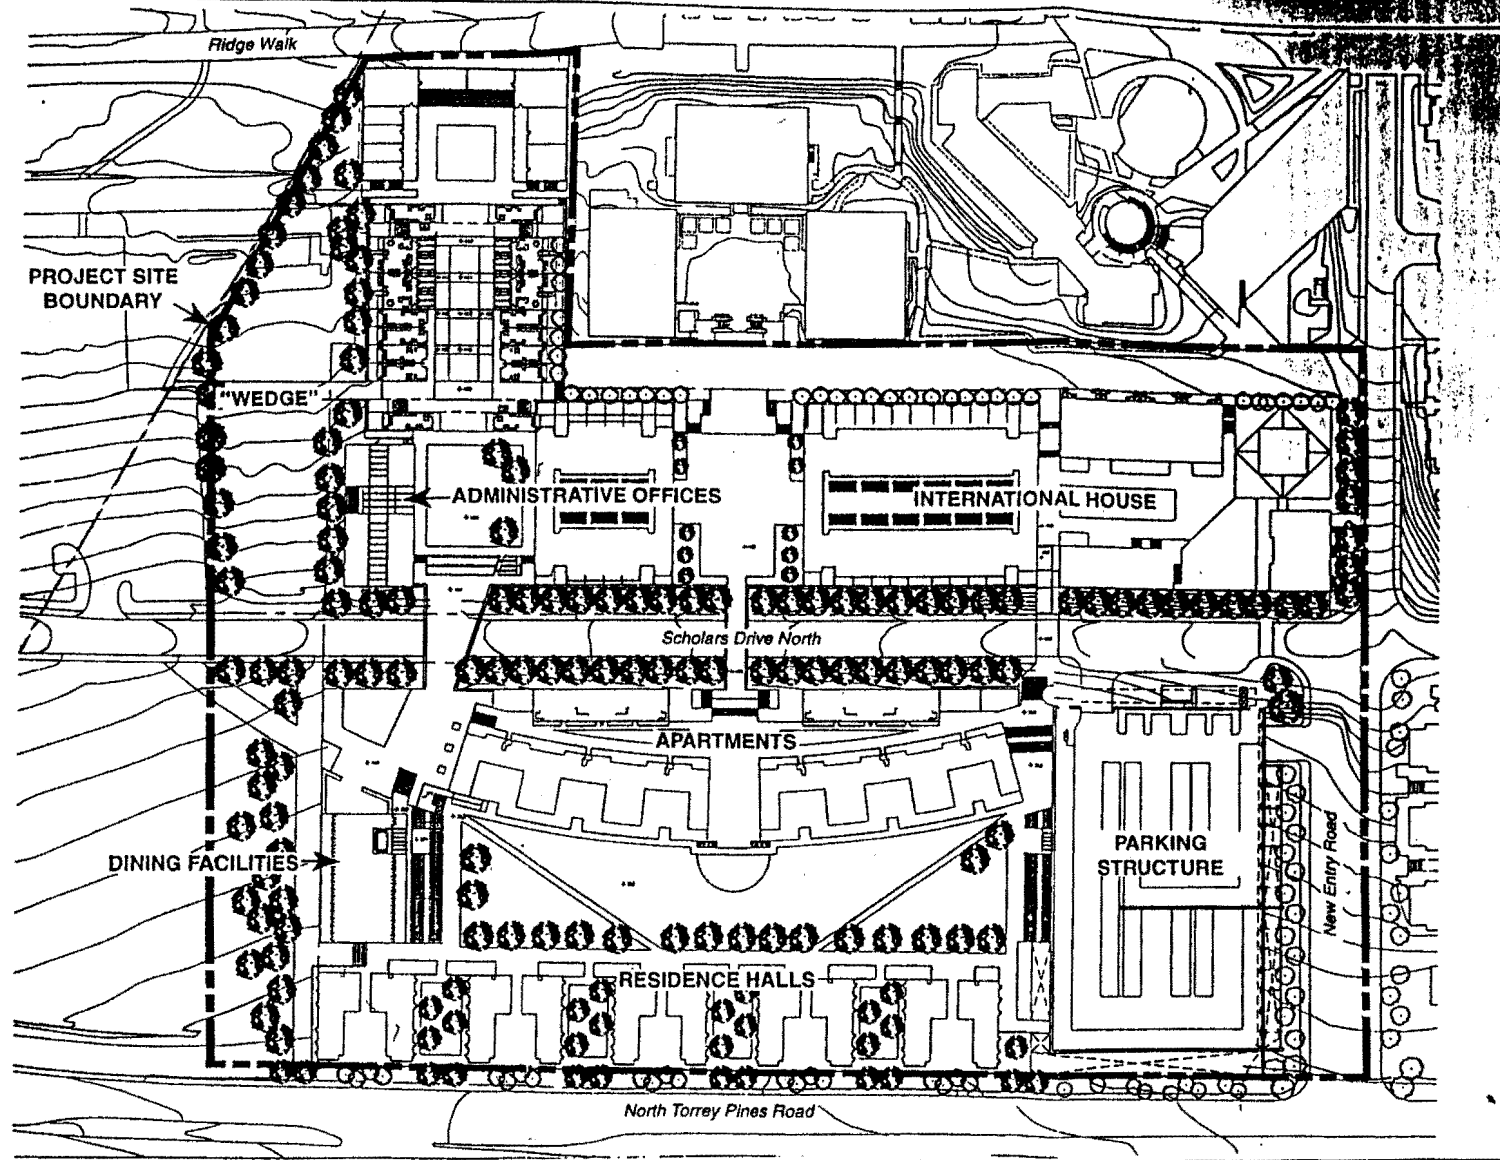 Ridge Walk
PROJECT SITE
BOUNDARY
"WEDGE"
ADMINISTRATIVE OFFICES
INTERNATIONAL HOUSE
Scholars Drive North
APARTMENTS
PARKING
STRUCTURE
DINING FACILITIES
New Entry Road
RESIDENCE HALLS
North Torrey Pines Road